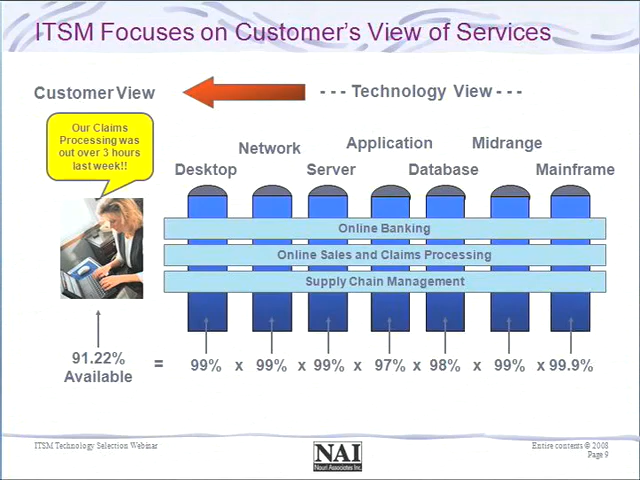 ITSM Focuses on Customer's View of Services
Customer View
- - - Technology View - - -
Our Claims
Processing was
out over 3 hours
last week!!
Network
Application
Midrange
Desktop
Server
Database
Mainframe
Online Banking
Online Sales and Claims Processing
Supply Chain Management
91.22%
Available
= 99% x 99% x 99% x 97% x 98% x 99% x 99.9%
ITSM Technology Selection Webinar
NAI
Nouri Associates Inc.
Entire contents © 2008
Page 9